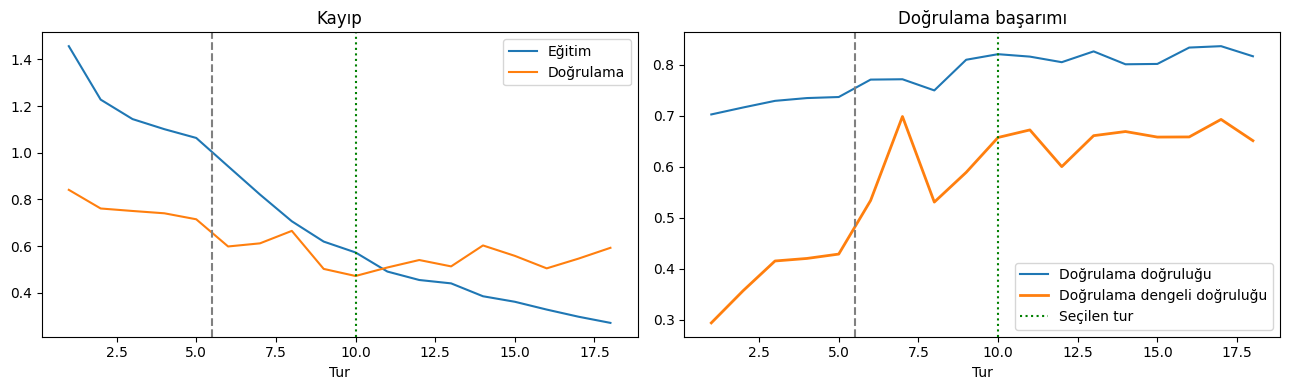 Kayıp
1.4
1.2
1.0
0.8
0.6
0.4
2.5 5.0 7.5 10.0 12.5 15.0 17.5
Tur
Eğitim
Doğrulama
Doğrulama başarımı
0.8
0.7
0.6
0.5
0.4
0.3
2.5 5.0 7.5 10.0 12.5 15.0 17.5
Tur
Doğrulama doğruluğu
Doğrulama dengeli doğruluğu
Seçilen tur